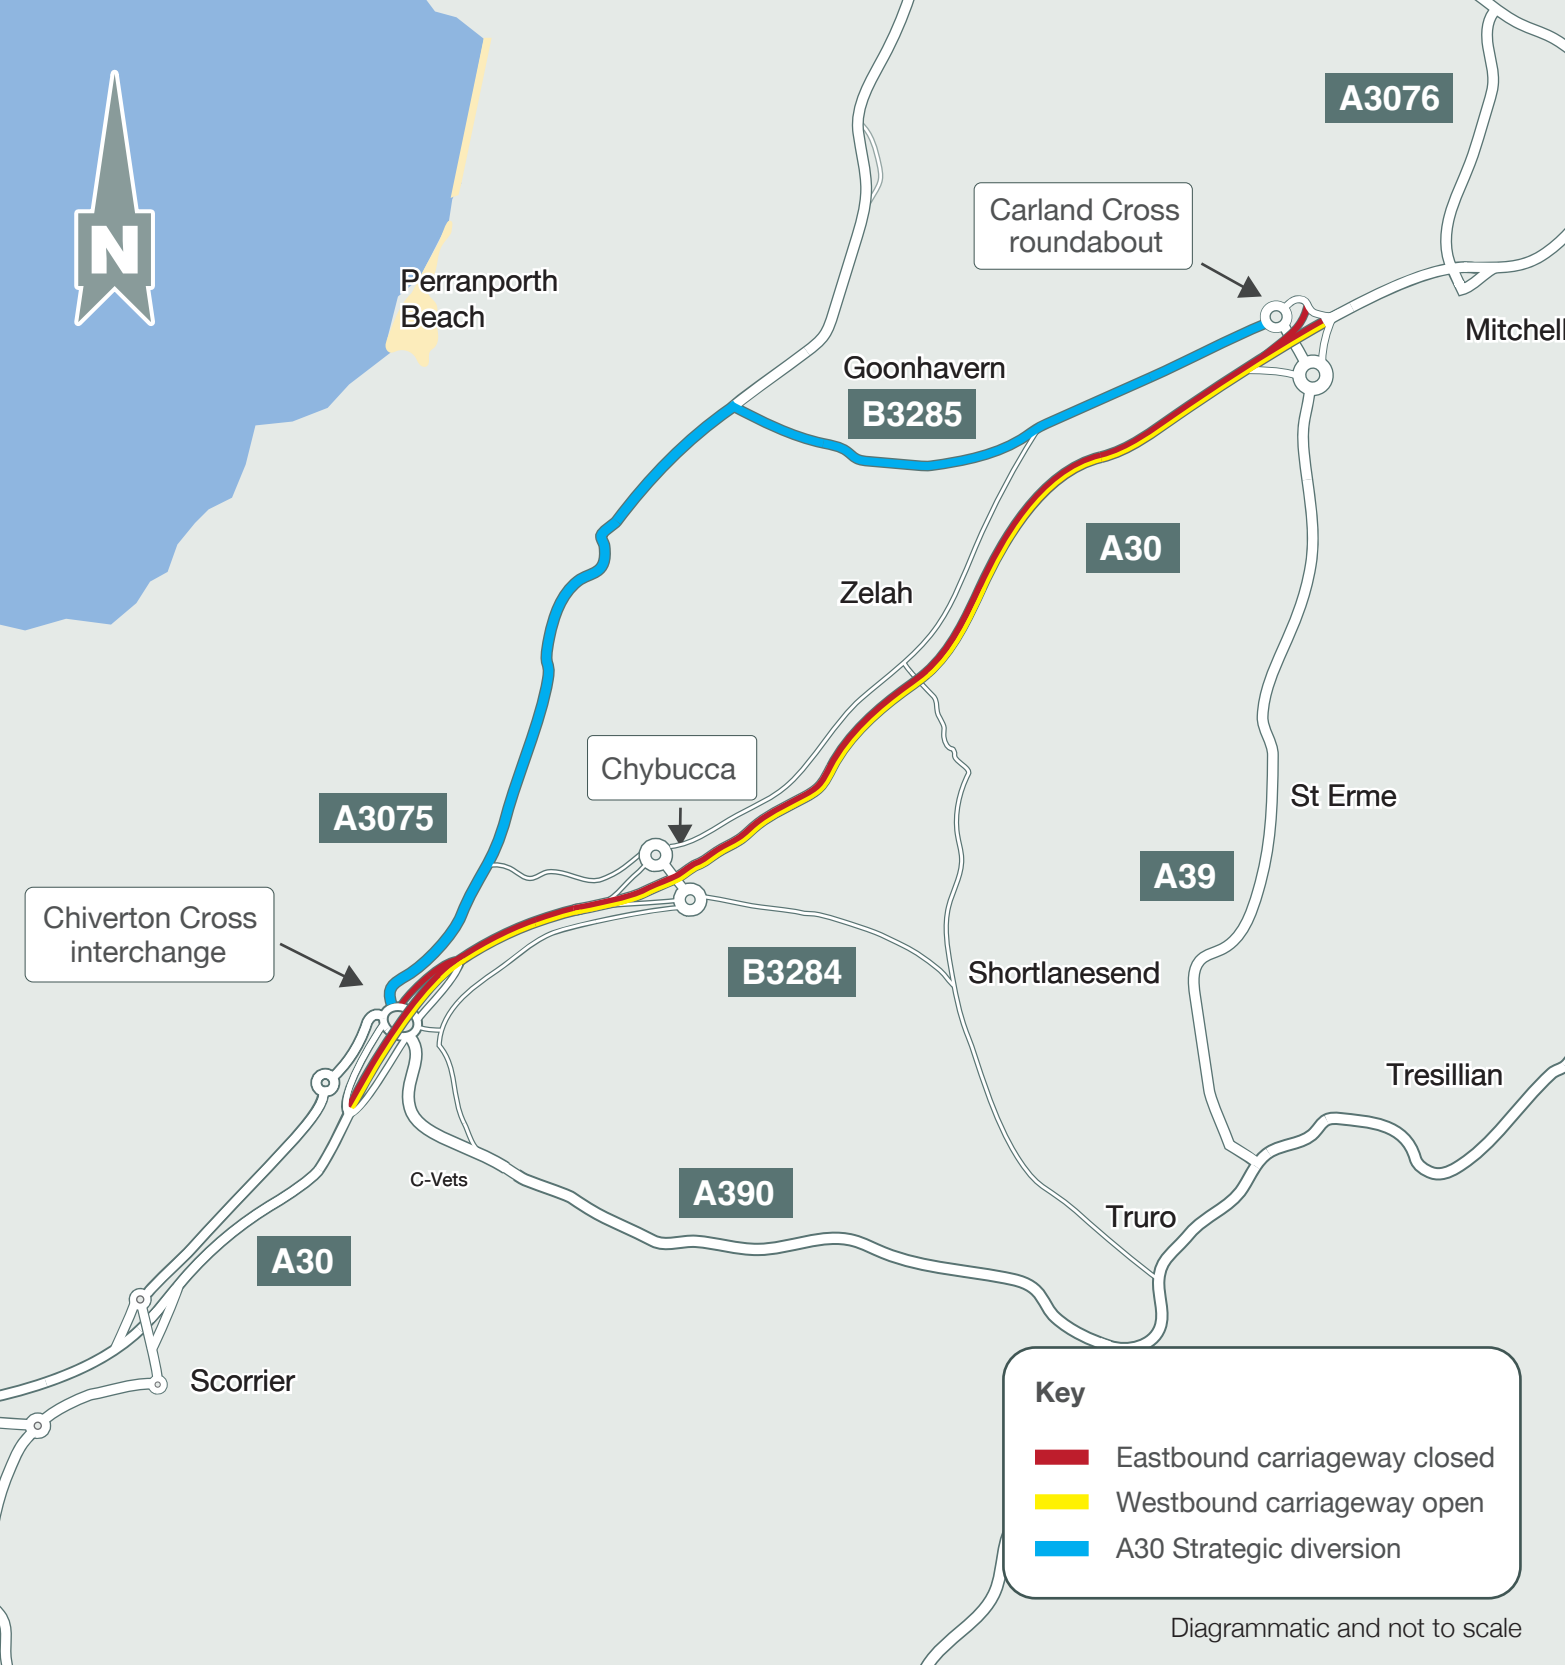 A3076
Carland Cross
roundabout
N
Perranporth
Beach
Mitchell
Goonhavern
B3285
A30
Zelah
Chybucca
St Erme
A3075
A39
Chiverton Cross
interchange
B3284
Shortlanesend
Tresillian
C-Vets
A390
Truro
A30
Scorrier
Key
Eastbound carriageway closed
Westbound carriageway open
A30 Strategic diversion
Diagrammatic and not to scale